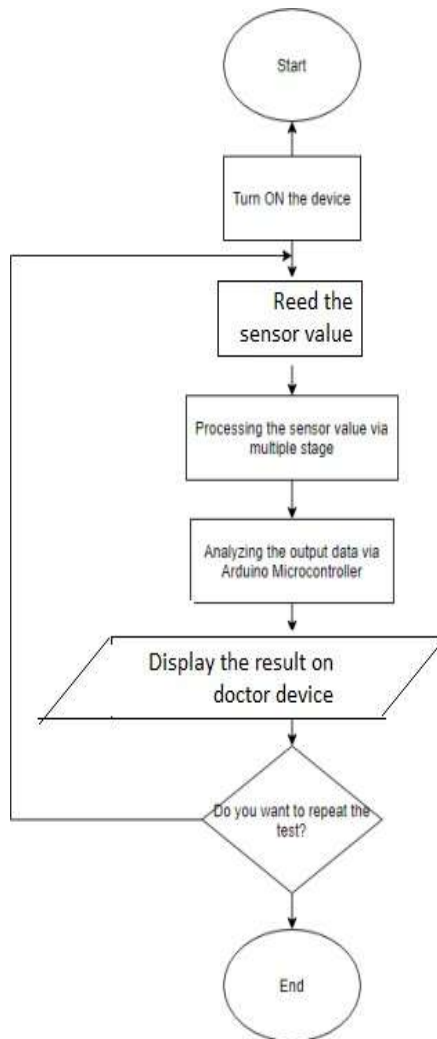 Start
Turn ON the device
Reed the
sensor value
Processing the sensor value via
multiple stage
Analyzing the output data via
Arduino Microcontroller
Display the result on
doctor device
Do you want to repeat the
test?
End